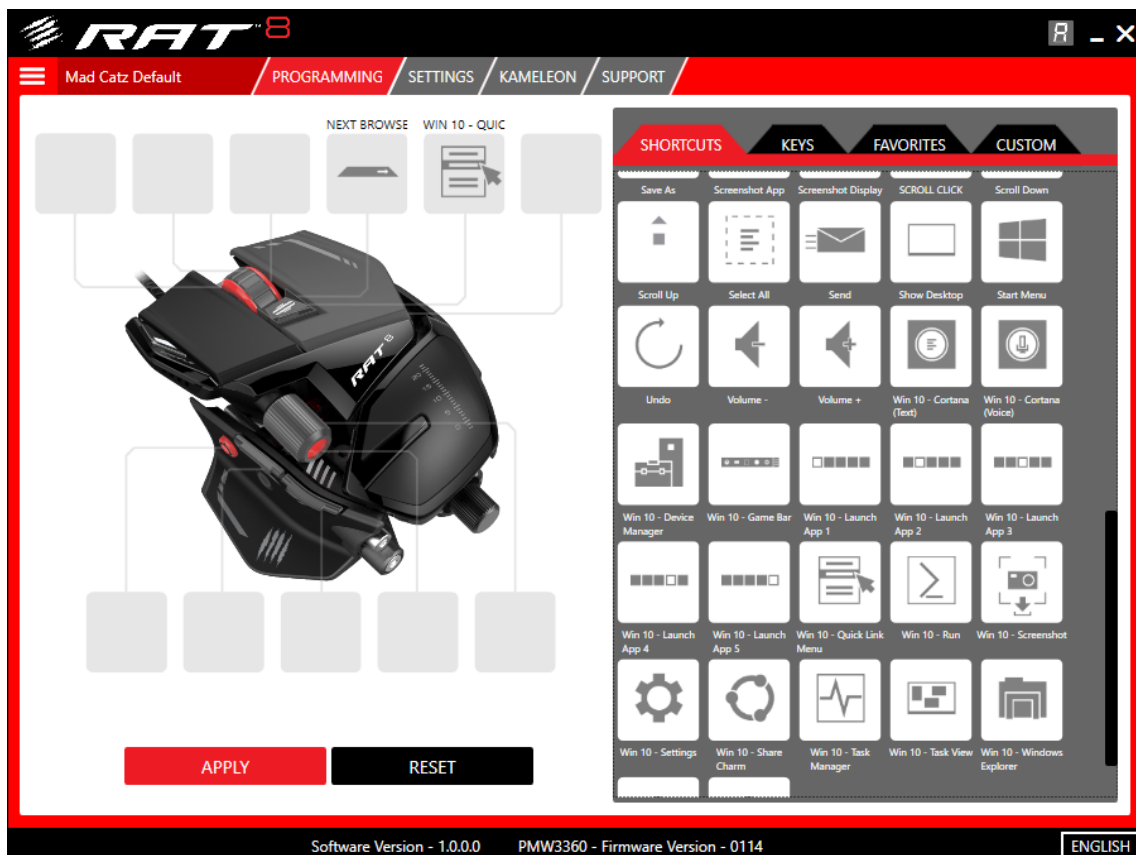 RAT™8
Mad Catz Default
PROGRAMMING
SETTINGS
KAMELEON
SUPPORT
NEXT BROWSE
WIN 10 - QUIC
SHORTCUTS
KEYS
FAVORITES
CUSTOM
Save As
Screenshot App
Screenshot Display
SCROLL CLICK
Scroll Down
Scroll Up
Select All
Send
Show Desktop
Start Menu
Undo
Volume -
Volume +
Win 10 - Cortana
(Text)
Win 10 - Cortana
(Voice)
Win 10 - Device
Manager
Win 10 - Game Bar
Win 10 - Launch
App 1
Win 10 - Launch
App 2
Win 10 - Launch
App 3
Win 10 - Launch
App 4
Win 10 - Launch
App 5
Win 10 - Quick Link
Menu
Win 10 - Run
Win 10 - Screenshot
Win 10 - Settings
Win 10 - Share
Charm
Win 10 - Task
Manager
Win 10 - Task View
Win 10 - Windows
Explorer
RAT 8
APPLY
RESET
Software Version - 1.0.0.0
PMW3360 - Firmware Version - 0114
ENGLISH